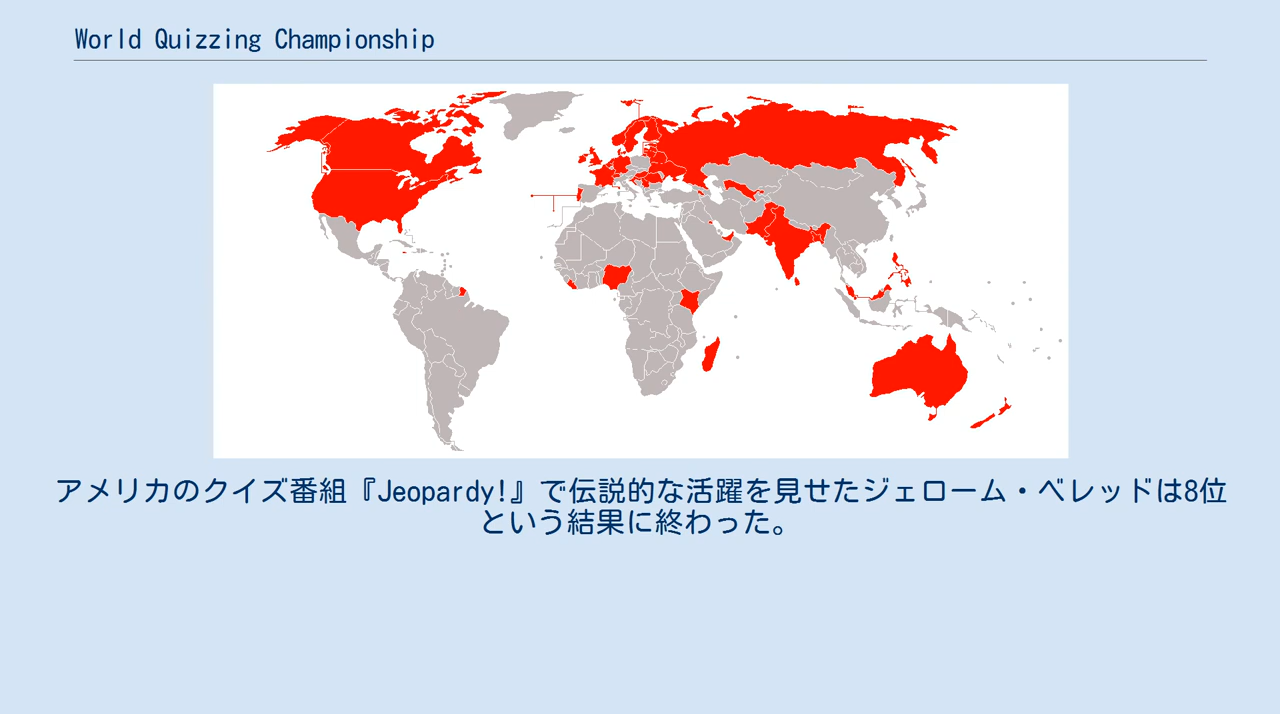 World Quizzing Championship
アメリカのクイズ番組『Jeopardy!』で伝説的な活躍を見せたジェローム・ベレッドは8位
という結果に終わった。